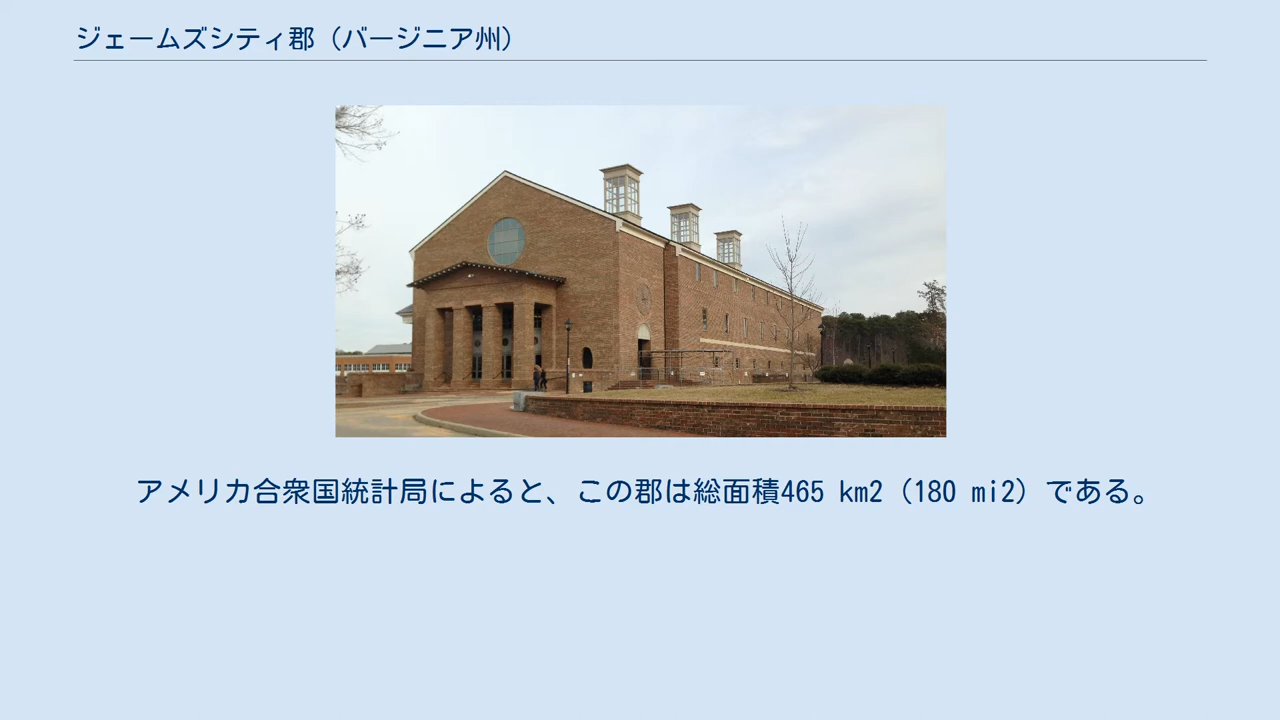 ジェームズシティ郡（バージニア州）
アメリカ合衆国統計局によると、この郡は総面積465 km2（180 mi2）である。